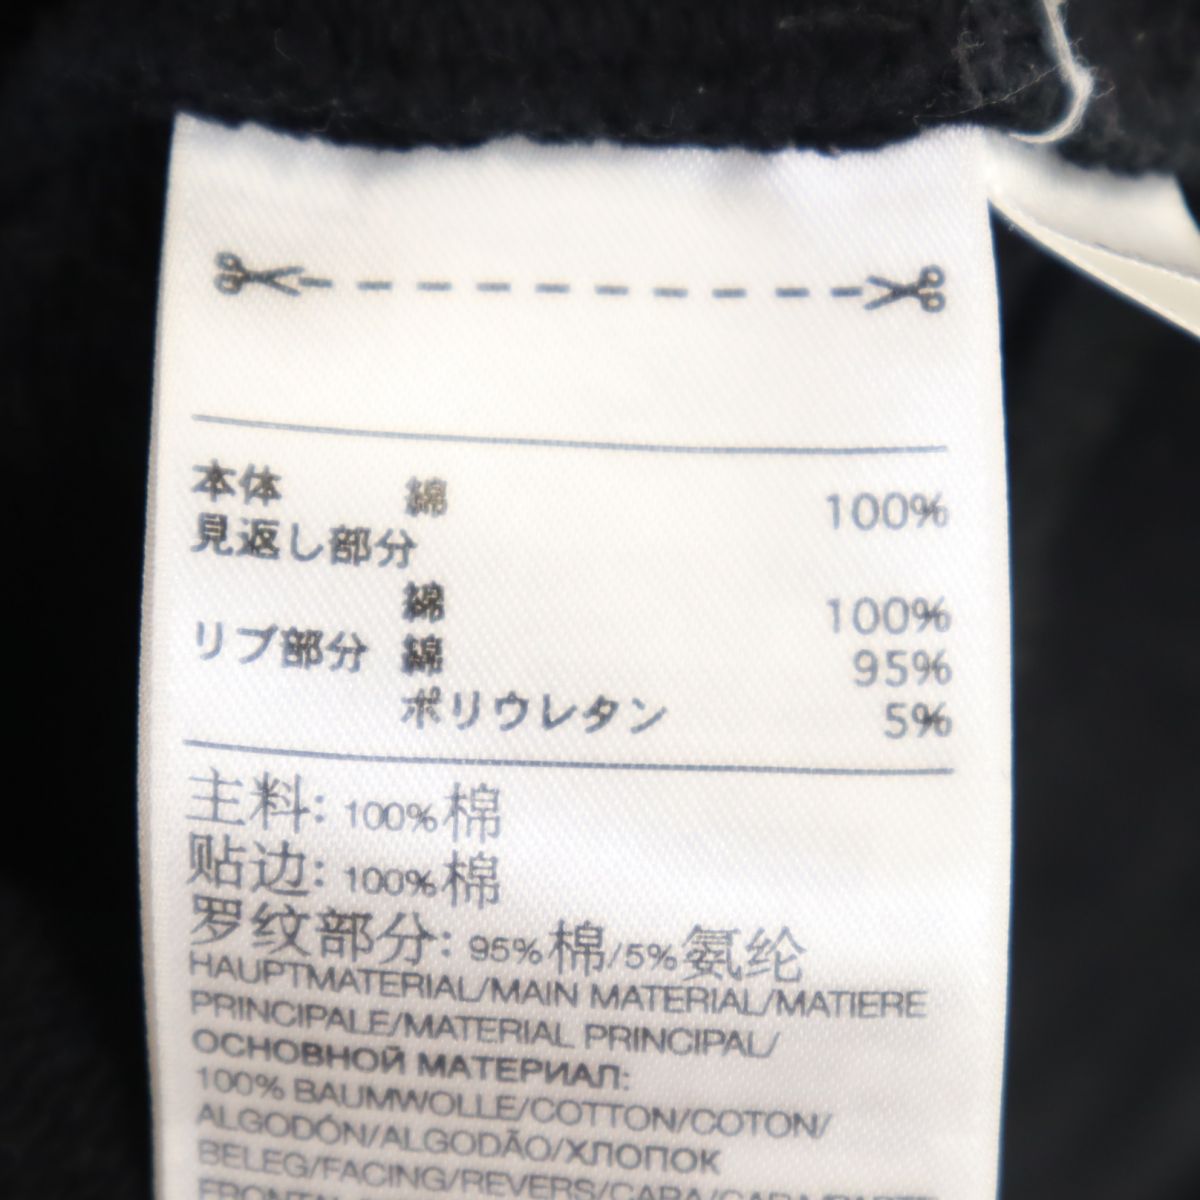 本体 綿 100%
見返し部分
綿 100%
リブ部分 綿 95%
ポリウレタン 5%
主料: 100%棉
贴边: 100%棉
罗纹部分: 95%棉/5%氨纶
HAUPTMATERIAL/MAIN MATERIAL/MATIERE
PRINCIPALE/MATERIAL PRINCIPAL/
ОСНОВНОЙ МАТЕРИАЛ:
100% BAUMWOLLE/COTTON/COTON/
ALGODÓN/ALGODÃO/ХЛОПОК
BELEG/FACING/REVERS/CARA/